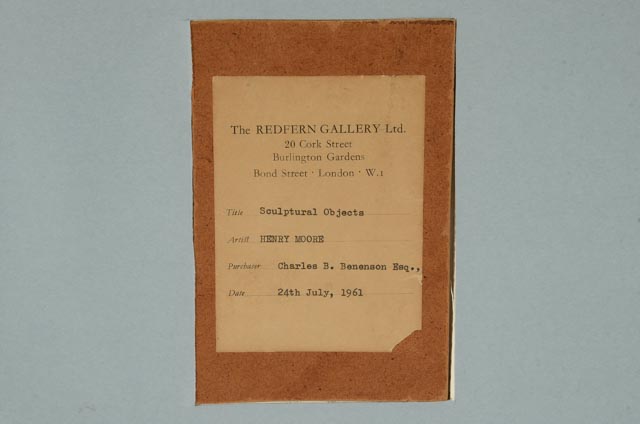 The REDFERN GALLERY Ltd.
20 Cork Street
Burlington Gardens
Bond Street · London · W.1
Title Sculptural Objects
Artist HENRY MOORE
Purchaser Charles B. Benenson Esq.,
Date 24th July, 1961